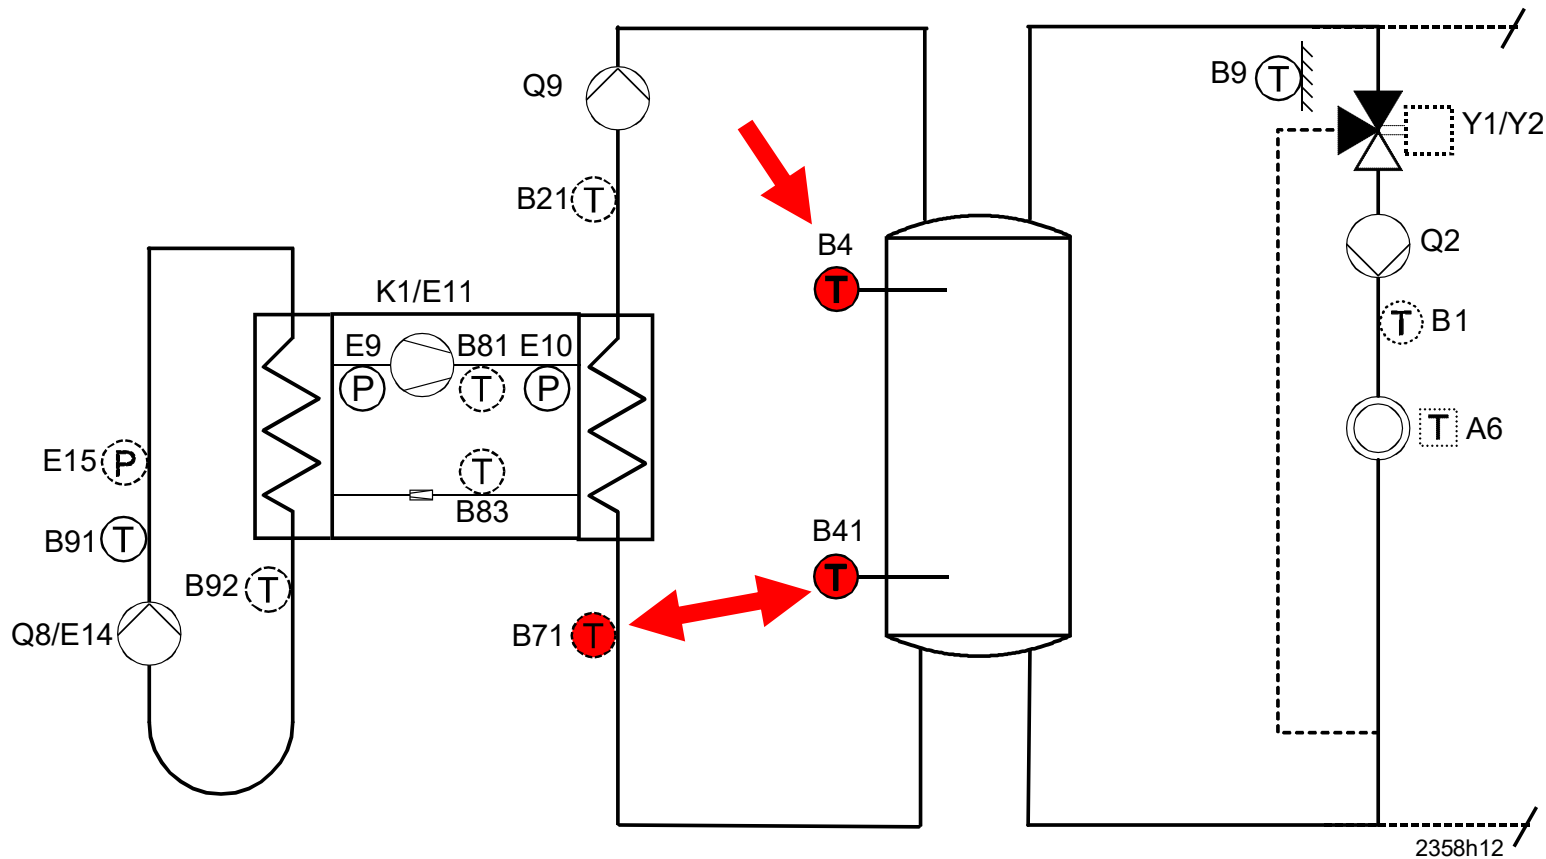 B9 T
Q9
Y1/Y2
B21 T
B4
T
Q2
K1/E11
B1 T
E9 B81 E10
P T P
T A6
E15 P
T
B83
B91 T
B41
T
B92 T
Q8/E14
B71 T
2358h12